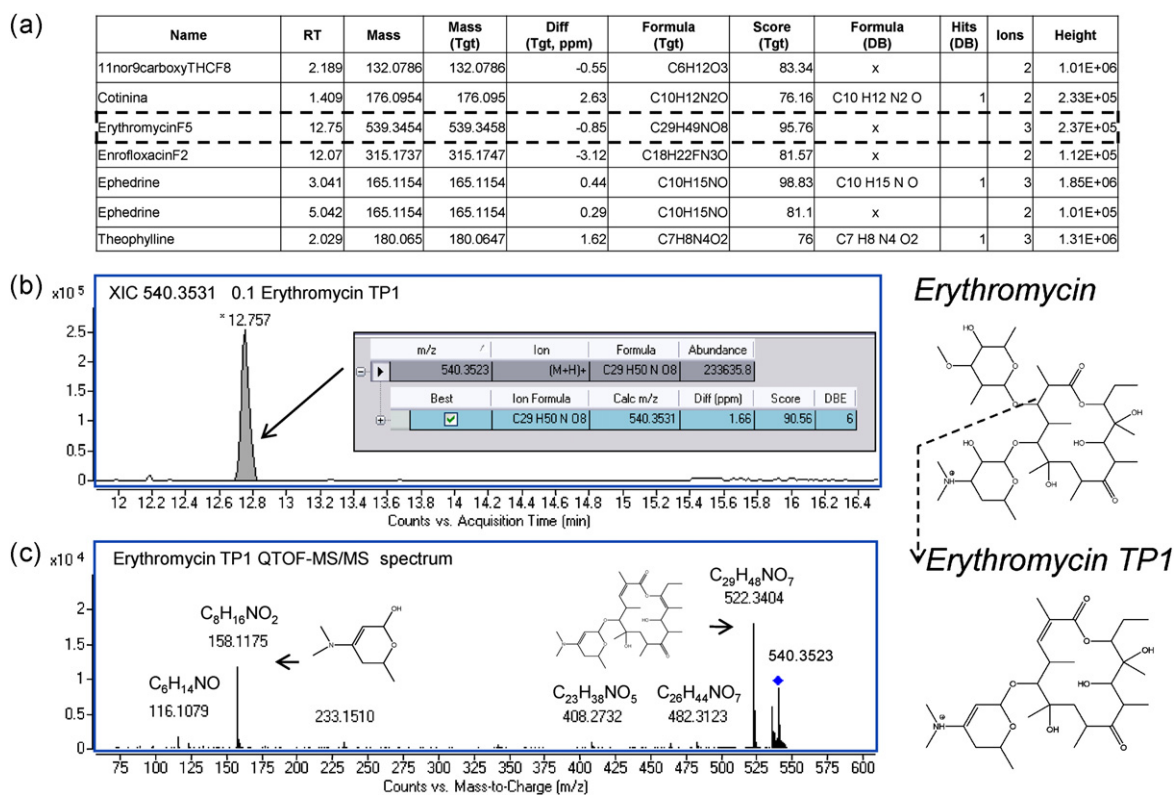 (a)
Name RT Mass Mass (Tgt) Diff (Tgt, ppm) Formula (Tgt) Score (Tgt) Formula (DB) Hits (DB) Ions Height
11nor9carboxyTHCF8 2.189 132.0786 132.0786 -0.55 C6H12O3 83.34 x 2 1.01E+06
Cotinina 1.409 176.0954 176.095 2.63 C10H12N2O 76.16 C10 H12 N2 O 1 2 2.33E+05
ErythromycinF5 12.75 539.3454 539.3458 -0.85 C29H49NO8 95.76 x 3 2.37E+05
EnrofloxacinF2 12.07 315.1737 315.1747 -3.12 C18H22FN3O 81.57 x 2 1.12E+05
Ephedrine 3.041 165.1154 165.1154 0.44 C10H15NO 98.83 C10 H15 N O 1 3 1.85E+06
Ephedrine 5.042 165.1154 165.1154 0.29 C10H15NO 81.1 x 2 1.01E+05
Theophylline 2.029 180.065 180.0647 1.62 C7H8N4O2 76 C7 H8 N4 O2 1 3 1.31E+06
(b)
x10 5
XIC 540.3531 0.1 Erythromycin TP1
* 12.757
2.5
2
1.5
1
0.5
0
m/z Ion Formula Abundance
540.3523 (M+H)+ C29 H50 N O8 233635.8
Best Ion Formula Calc m/z Diff (ppm) Score DBE
C29 H50 N O8 540.3531 1.66 90.56 6
12 12.2 12.4 12.6 12.8 13 13.2 13.4 13.6 13.8 14 14.2 14.4 14.6 14.8 15 15.2 15.4 15.6 15.8 16 16.2 16.4
Counts vs. Acquisition Time (min)
Erythromycin
HO
O
O
O
O
O
OH
HO
HO
O
O
NH
OH
O
Erythromycin TP1
O
O
OH
HO
O
O
NH
OH
O
(c)
x10 4
Erythromycin TP1 QTOF-MS/MS spectrum
2
1.5
1
0.5
0
C6H14NO
116.1079
C8H16NO2
158.1175
OH
N
O
233.1510
O
O
HO
O
N
O
OH
O
C23H38NO5
408.2732
C26H44NO7
482.3123
C29H48NO7
522.3404
540.3523
75 100 125 150 175 200 225 250 275 300 325 350 375 400 425 450 475 500 525 550 575 600
Counts vs. Mass-to-Charge (m/z)